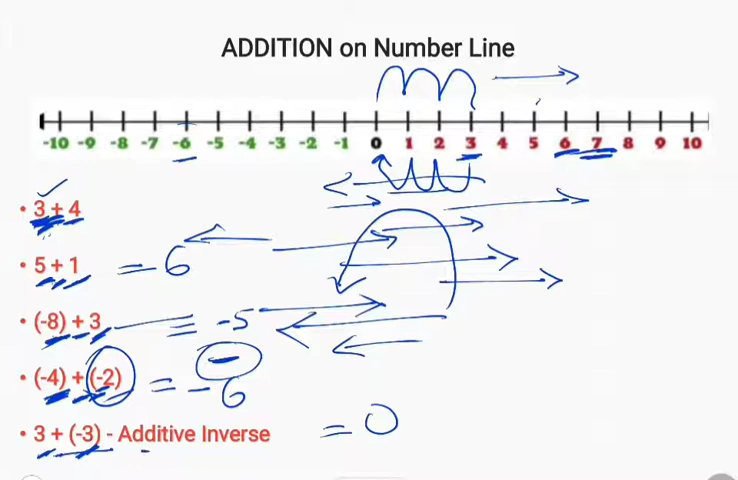 ADDITION on Number Line
-10 -9 -8 -7 -6 -5 -4 -3 -2 -1 0 1 2 3 4 5 6 7 8 9 10
• 3 + 4
• 5 + 1 = 6
• (-8) + 3 = -5
• (-4) + (-2) = -6
• 3 + (-3) - Additive Inverse = 0